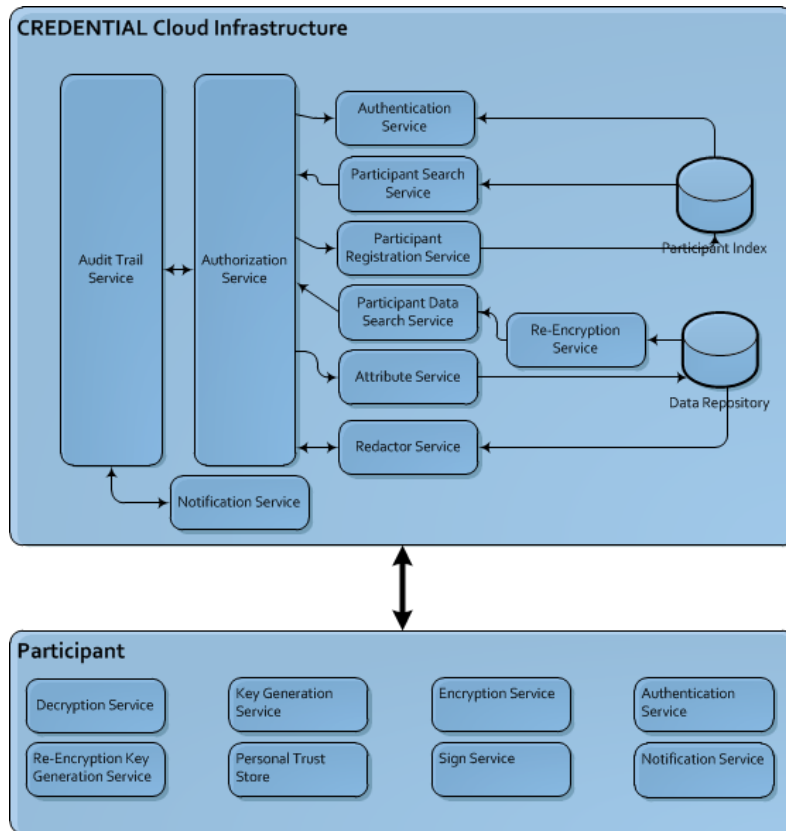 CREDENTIAL Cloud Infrastructure
Audit Trail
Service
Authorization
Service
Authentication
Service
Participant Search
Service
Participant
Registration Service
Participant Data
Search Service
Re-Encryption
Service
Attribute Service
Redactor Service
Notification Service
Participant Index
Data Repository
Participant
Decryption Service
Key Generation
Service
Encryption Service
Authentication
Service
Re-Encryption Key
Generation Service
Personal Trust
Store
Sign Service
Notification Service